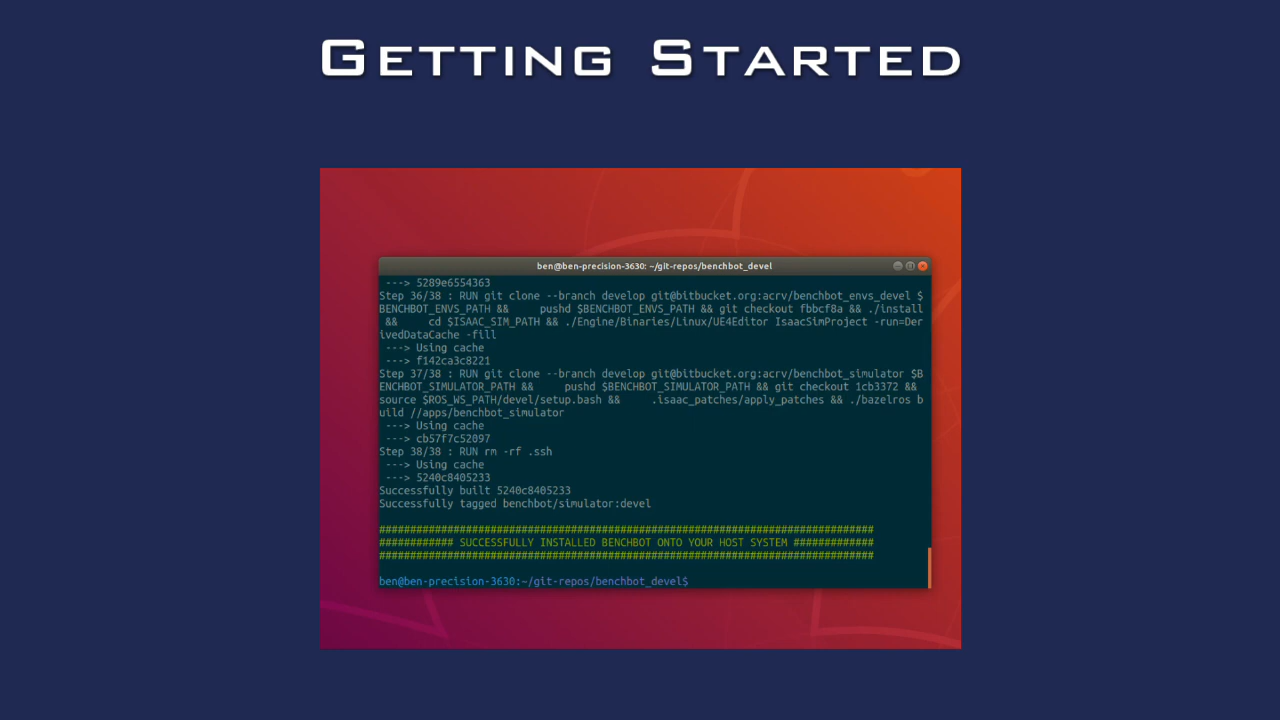 GETTING STARTED
ben@ben-precision-3630: ~/git-repos/benchbot_devel
---> 5289e6554363
Step 36/38 : RUN git clone --branch develop git@bitbucket.org:acrv/benchbot_envs_devel $
BENCHBOT_ENVS_PATH &&     pushd $BENCHBOT_ENVS_PATH && git checkout fbbcf8a && ./install
 &&     cd $ISAAC_SIM_PATH && ./Engine/Binaries/Linux/UE4Editor IsaacSimProject -run=Der
ivedDataCache -fill
 ---> Using cache
 ---> f142ca3c8221
Step 37/38 : RUN git clone --branch develop git@bitbucket.org:acrv/benchbot_simulator $B
ENCHBOT_SIMULATOR_PATH &&     pushd $BENCHBOT_SIMULATOR_PATH && git checkout 1cb3372 &&
source $ROS_WS_PATH/devel/setup.bash &&     .isaac_patches/apply_patches && ./bazelros b
uild //apps/benchbot_simulator
 ---> Using cache
 ---> cb57f7c52097
Step 38/38 : RUN rm -rf .ssh
 ---> Using cache
 ---> 5240c8405233
Successfully built 5240c8405233
Successfully tagged benchbot/simulator:devel
################################################################################
############ SUCCESSFULLY INSTALLED BENCHBOT ONTO YOUR HOST SYSTEM #############
################################################################################
ben@ben-precision-3630:~/git-repos/benchbot_devel$